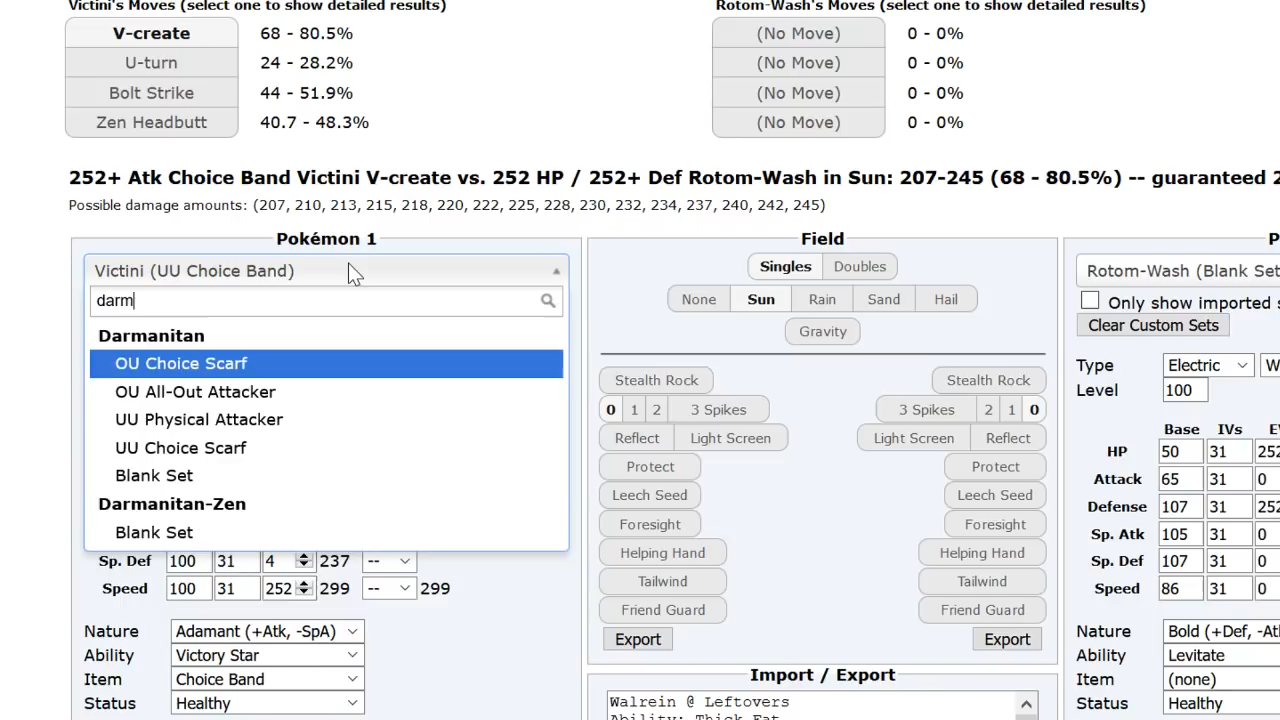 Victini's Moves (select one to show detailed results)
V-create 68 - 80.5%
U-turn 24 - 28.2%
Bolt Strike 44 - 51.9%
Zen Headbutt 40.7 - 48.3%
Rotom-Wash's Moves (select one to show detailed results)
(No Move) 0 - 0%
(No Move) 0 - 0%
(No Move) 0 - 0%
(No Move) 0 - 0%
252+ Atk Choice Band Victini V-create vs. 252 HP / 252+ Def Rotom-Wash in Sun: 207-245 (68 - 80.5%) -- guaranteed 2
Possible damage amounts: (207, 210, 213, 215, 218, 220, 222, 225, 228, 230, 232, 234, 237, 240, 242, 245)
Pokémon 1
Victini (UU Choice Band)
darm
Darmanitan
OU Choice Scarf
OU All-Out Attacker
UU Physical Attacker
UU Choice Scarf
Blank Set
Darmanitan-Zen
Blank Set
Sp. Def 100 31 4 237 --
Speed 100 31 252 299 -- 299
Nature Adamant (+Atk, -SpA)
Ability Victory Star
Item Choice Band
Status Healthy
Field
Singles Doubles
None Sun Rain Sand Hail
Gravity
Stealth Rock Stealth Rock
0 1 2 3 Spikes 3 Spikes 2 1 0
Reflect Light Screen Light Screen Reflect
Protect Protect
Leech Seed Leech Seed
Foresight Foresight
Helping Hand Helping Hand
Tailwind Tailwind
Friend Guard Friend Guard
Export Export
Import / Export
Walrein @ Leftovers
Ability: Thick Fat
P
Rotom-Wash (Blank Set
Only show imported s
Clear Custom Sets
Type Electric W
Level 100
Base IVs E
HP 50 31 252
Attack 65 31 0
Defense 107 31 252
Sp. Atk 105 31 0
Sp. Def 107 31 0
Speed 86 31 0
Nature Bold (+Def, -At
Ability Levitate
Item (none)
Status Healthy